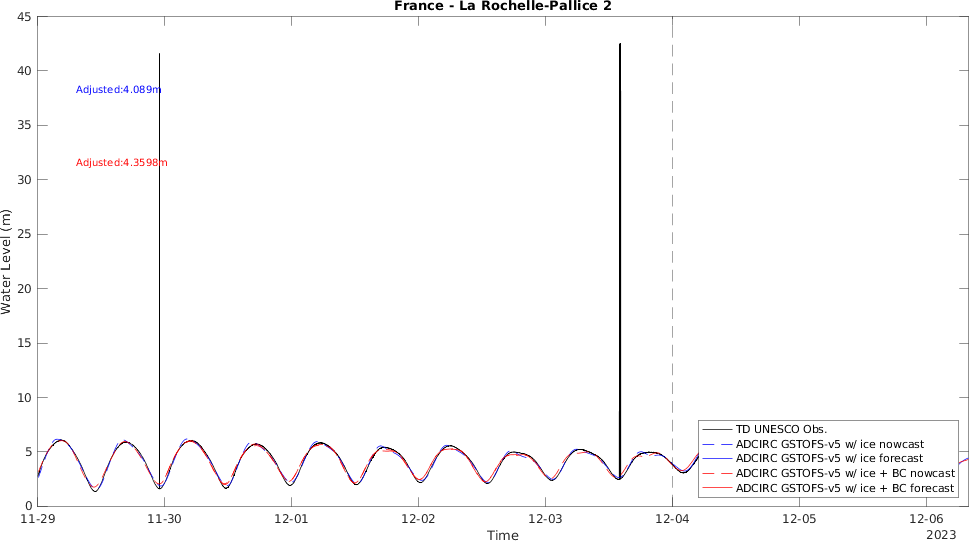 France - La Rochelle-Pallice 2
45
40
35
30
25
20
15
10
5
0
Water Level (m)
Adjusted:4.089m
Adjusted:4.3598m
TD UNESCO Obs.
ADCIRC GSTOFS-v5 w/ ice nowcast
ADCIRC GSTOFS-v5 w/ ice forecast
ADCIRC GSTOFS-v5 w/ ice + BC nowcast
ADCIRC GSTOFS-v5 w/ ice + BC forecast
11-29 11-30 12-01 12-02 12-03 12-04 12-05 12-06
Time
2023